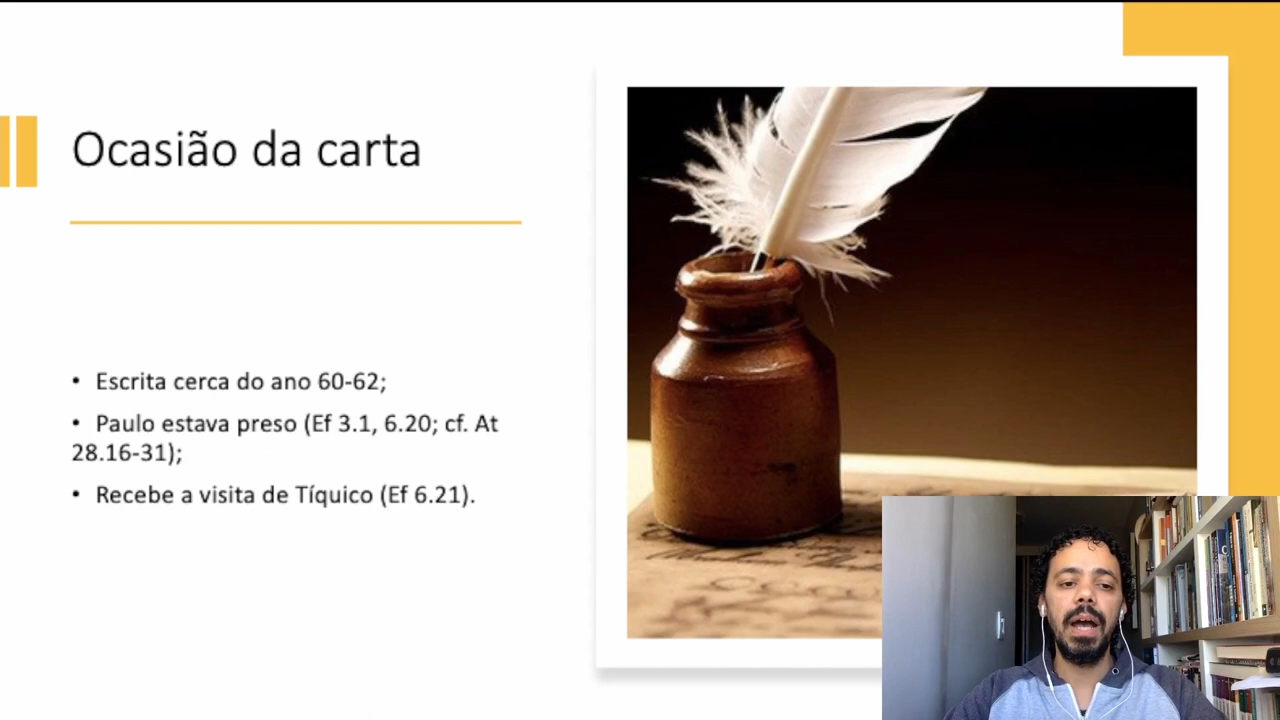 Ocasião da carta
• Escrita cerca do ano 60-62;
• Paulo estava preso (Ef 3.1, 6.20; cf. At
28.16-31);
• Recebe a visita de Tíquico (Ef 6.21).